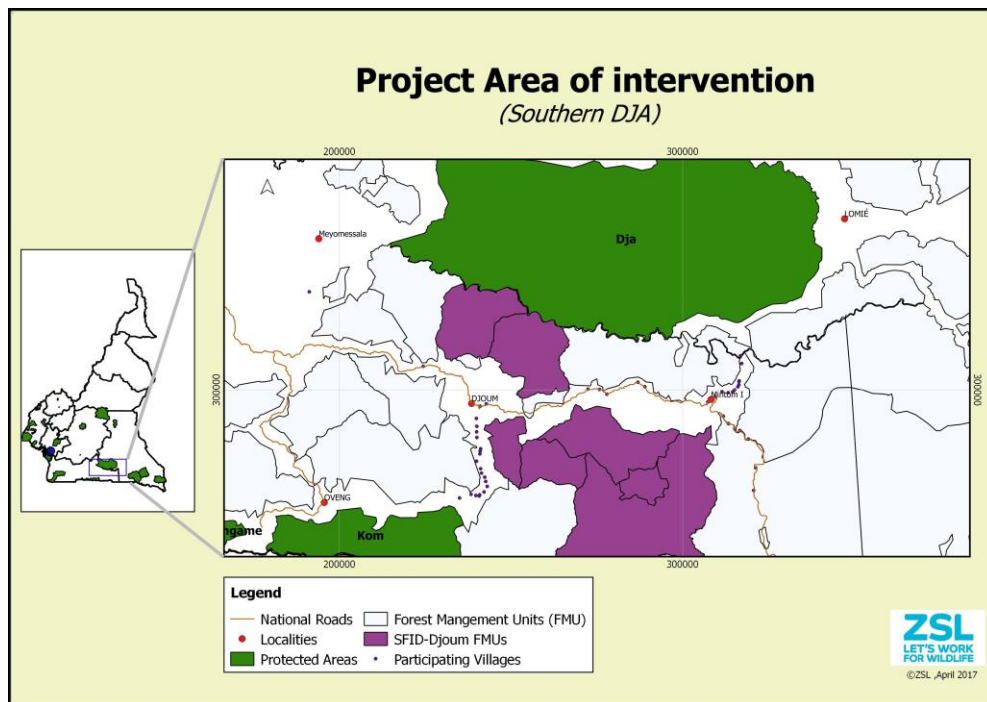 Project Area of intervention
(Southern DJA)
200000
300000
LOMIÉ
Meyomessala
Dja
300000
300000
DJOUM
Mintom I
OVENG
ngame
Kom
200000
300000
Legend
National Roads
Forest Mangement Units (FMU)
Localities
SFID-Djoum FMUs
Protected Areas
Participating Villages
ZSL
LET'S WORK
FOR WILDLIFE
©ZSL ,April 2017